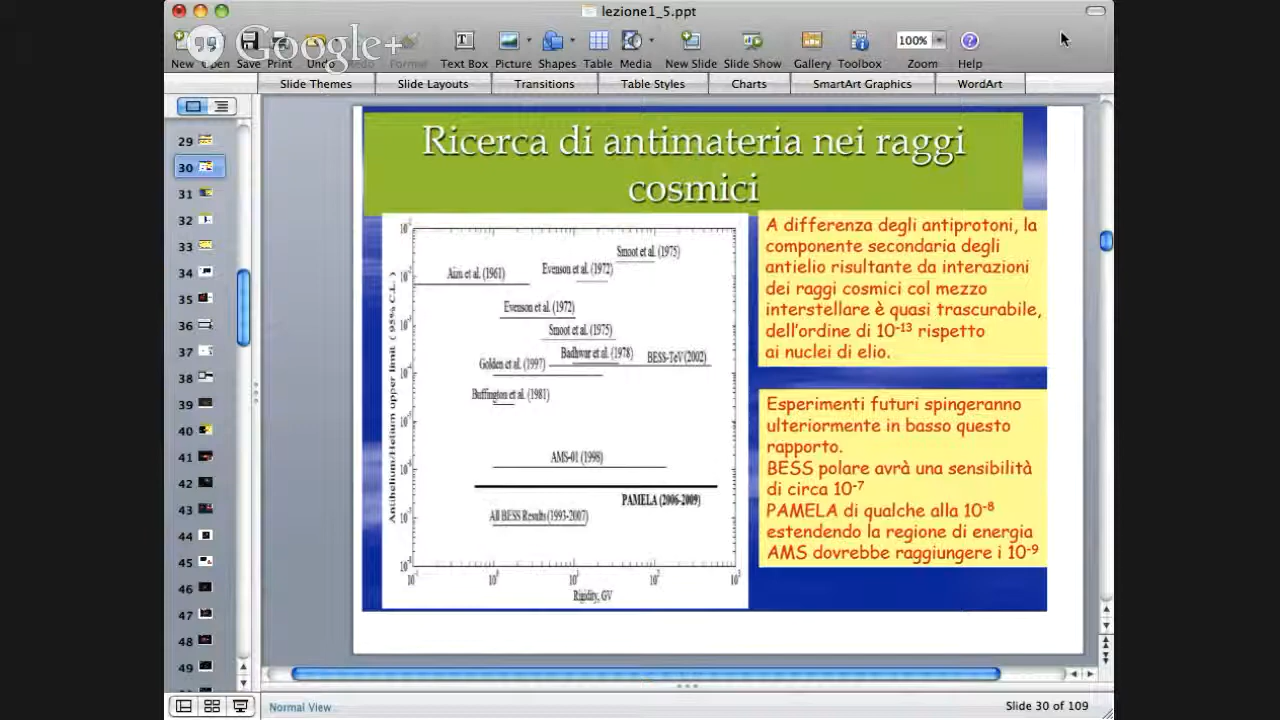 lezione1_5.ppt
Google+
New Open Save Print Undo Redo Format Text Box Picture Shapes Table Media New Slide Slide Show Gallery Toolbox Zoom Help
100%
Slide Themes Slide Layouts Transitions Table Styles Charts SmartArt Graphics WordArt
29
30
31
32
33
34
35
36
37
38
39
40
41
42
43
44
45
46
47
48
49
Ricerca di antimateria nei raggi
cosmici
Antihelium/Helium upper limit (95% C.L.)
Smoot et al. (1975)
Evenson et al. (1972)
Aizu et al. (1961)
Evenson et al. (1972)
Smoot et al. (1975)
Badhwar et al. (1978)
BESS-TeV (2002)
Golden et al. (1997)
Buffington et al. (1981)
AMS-01 (1998)
PAMELA (2006-2009)
All BESS Results (1993-2007)
Rigidity, GV
A differenza degli antiprotoni, la
componente secondaria degli
antielio risultante da interazioni
dei raggi cosmici col mezzo
interstellare è quasi trascurabile,
dell'ordine di 10⁻¹³ rispetto
ai nuclei di elio.
Esperimenti futuri spingeranno
ulteriormente in basso questo
rapporto.
BESS polare avrà una sensibilità
di circa 10⁻⁷
PAMELA di qualche alla 10⁻⁸
estendendo la regione di energia
AMS dovrebbe raggiungere i 10⁻⁹
Normal View
Slide 30 of 109